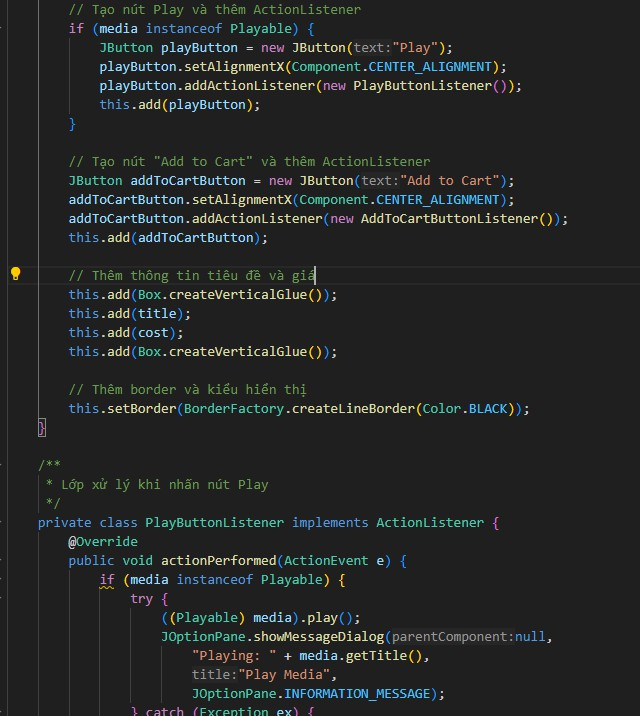 // Tạo nút Play và thêm ActionListener
if (media instanceof Playable) {
JButton playButton = new JButton(text:"Play");
playButton.setAlignmentX(Component.CENTER_ALIGNMENT);
playButton.addActionListener(new PlayButtonListener());
this.add(playButton);
}
// Tạo nút "Add to Cart" và thêm ActionListener
JButton addToCartButton = new JButton(text:"Add to Cart");
addToCartButton.setAlignmentX(Component.CENTER_ALIGNMENT);
addToCartButton.addActionListener(new AddToCartButtonListener());
this.add(addToCartButton);
// Thêm thông tin tiêu đề và giá
this.add(Box.createVerticalGlue());
this.add(title);
this.add(cost);
this.add(Box.createVerticalGlue());
// Thêm border và kiểu hiển thị
this.setBorder(BorderFactory.createLineBorder(Color.BLACK));
}
/**
* Lớp xử lý khi nhấn nút Play
*/
private class PlayButtonListener implements ActionListener {
@Override
public void actionPerformed(ActionEvent e) {
if (media instanceof Playable) {
try {
((Playable) media).play();
JOptionPane.showMessageDialog(parentComponent:null,
"Playing: " + media.getTitle(),
title:"Play Media",
JOptionPane.INFORMATION_MESSAGE);
} catch (Exception ex) {